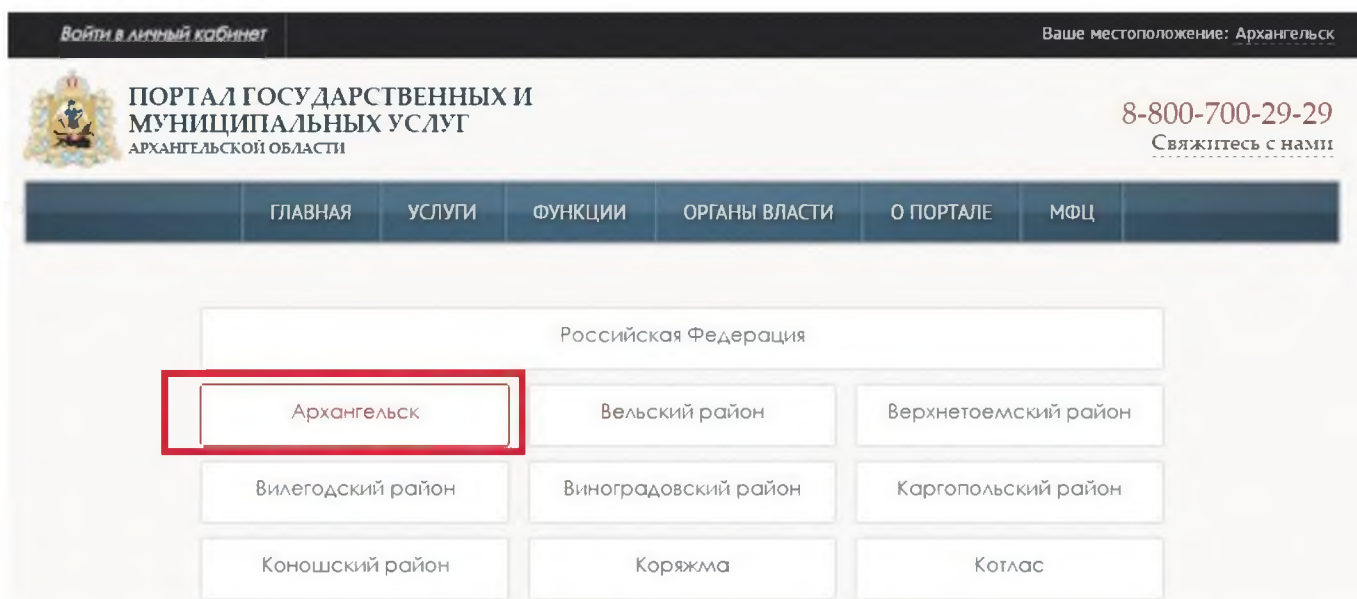 Войти в личный кабинет
Ваше местоположение: Архангельск
ПОРТАЛ ГОСУДАРСТВЕННЫХ И
МУНИЦИПАЛЬНЫХ УСЛУГ
АРХАНГЕЛЬСКОЙ ОБЛАСТИ
8-800-700-29-29
Свяжитесь с нами
ГЛАВНАЯ УСЛУГИ ФУНКЦИИ ОРГАНЫ ВЛАСТИ О ПОРТАЛЕ МФЦ
Российская Федерация
Архангельск Вельский район Верхнетоемский район
Вилегодский район Виноградовский район Каргопольский район
Коношский район Коряжма Котлас